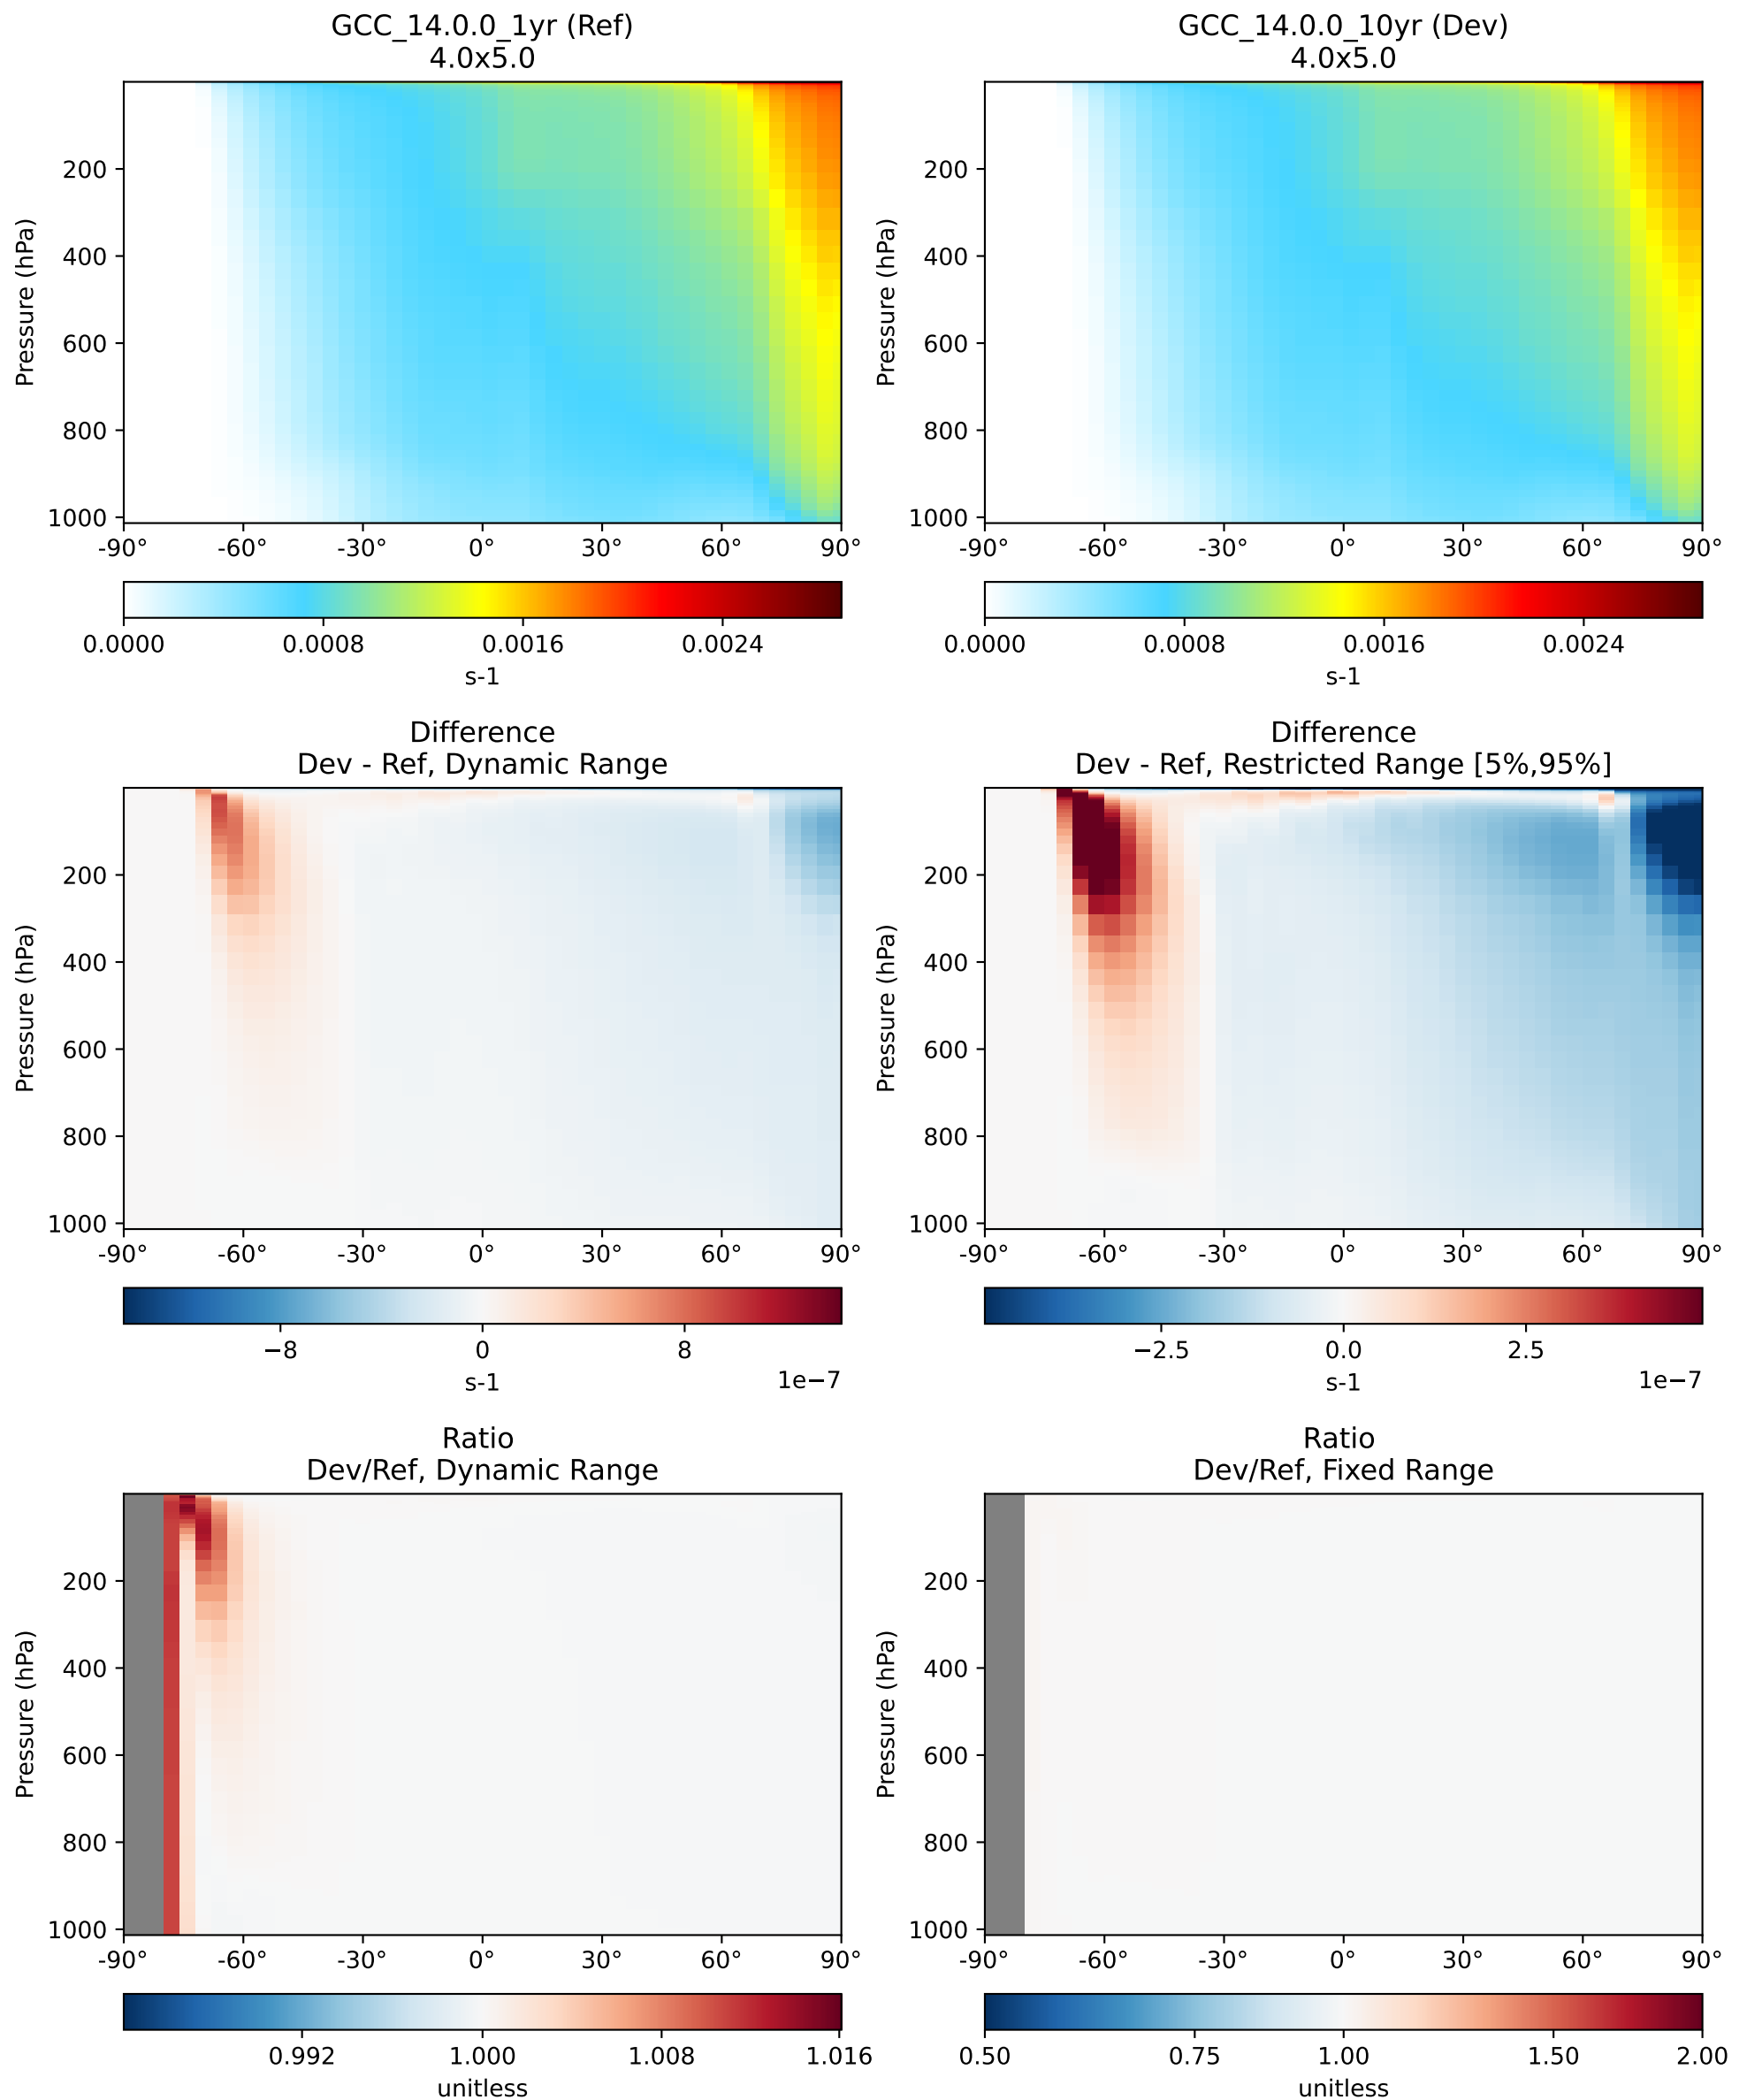 GCC_14.0.0_1yr (Ref)
4.0x5.0
GCC_14.0.0_10yr (Dev)
4.0x5.0
Pressure (hPa)
200
400
600
800
1000
-90° -60° -30° 0° 30° 60° 90°
Pressure (hPa)
200
400
600
800
1000
-90° -60° -30° 0° 30° 60° 90°
0.0000 0.0008 0.0016 0.0024
s-1
0.0000 0.0008 0.0016 0.0024
s-1
Difference
Dev - Ref, Dynamic Range
Difference
Dev - Ref, Restricted Range [5%,95%]
Pressure (hPa)
200
400
600
800
1000
-90° -60° -30° 0° 30° 60° 90°
Pressure (hPa)
200
400
600
800
1000
-90° -60° -30° 0° 30° 60° 90°
−8 0 8
s-1 1e−7
−2.5 0.0 2.5
s-1 1e−7
Ratio
Dev/Ref, Dynamic Range
Ratio
Dev/Ref, Fixed Range
Pressure (hPa)
200
400
600
800
1000
-90° -60° -30° 0° 30° 60° 90°
Pressure (hPa)
200
400
600
800
1000
-90° -60° -30° 0° 30° 60° 90°
0.992 1.000 1.008 1.016
unitless
0.50 0.75 1.00 1.50 2.00
unitless